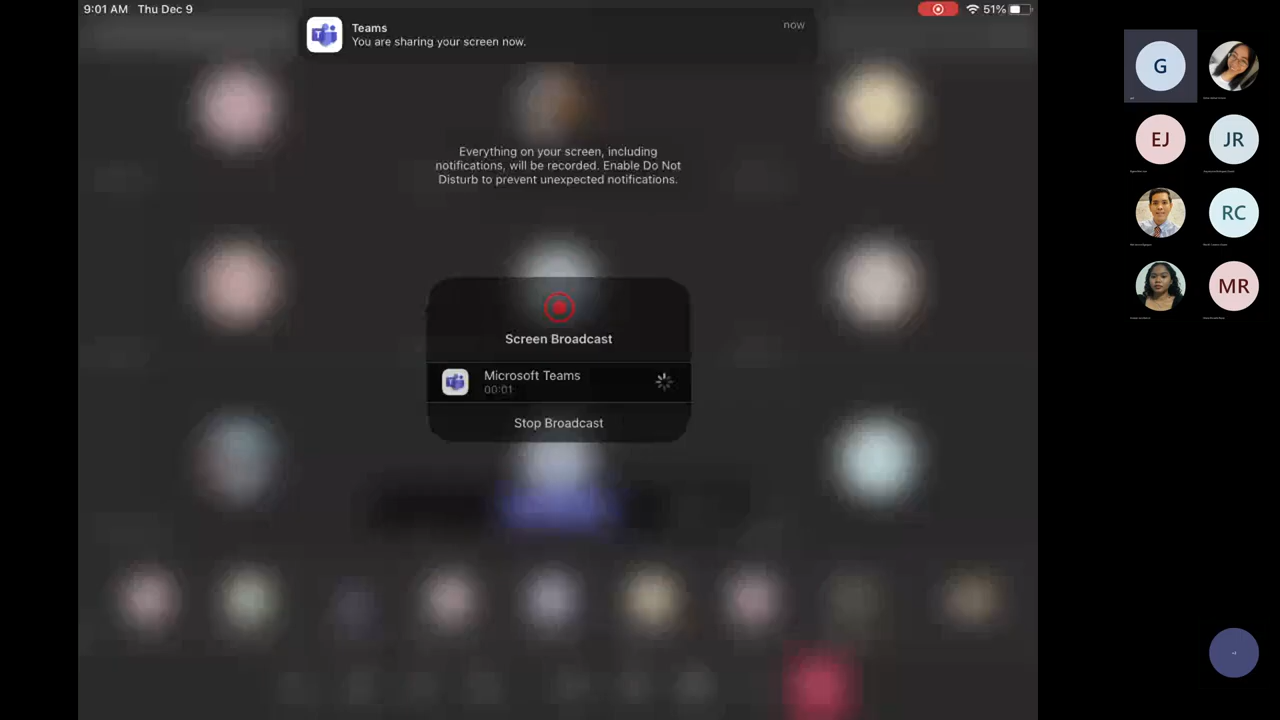 9:01 AM Thu Dec 9
51%
Teams
now
You are sharing your screen now.
Everything on your screen, including
notifications, will be recorded. Enable Do Not
Disturb to prevent unexpected notifications.
Screen Broadcast
Microsoft Teams
00:01
Stop Broadcast
G
EJ
JR
RC
MR